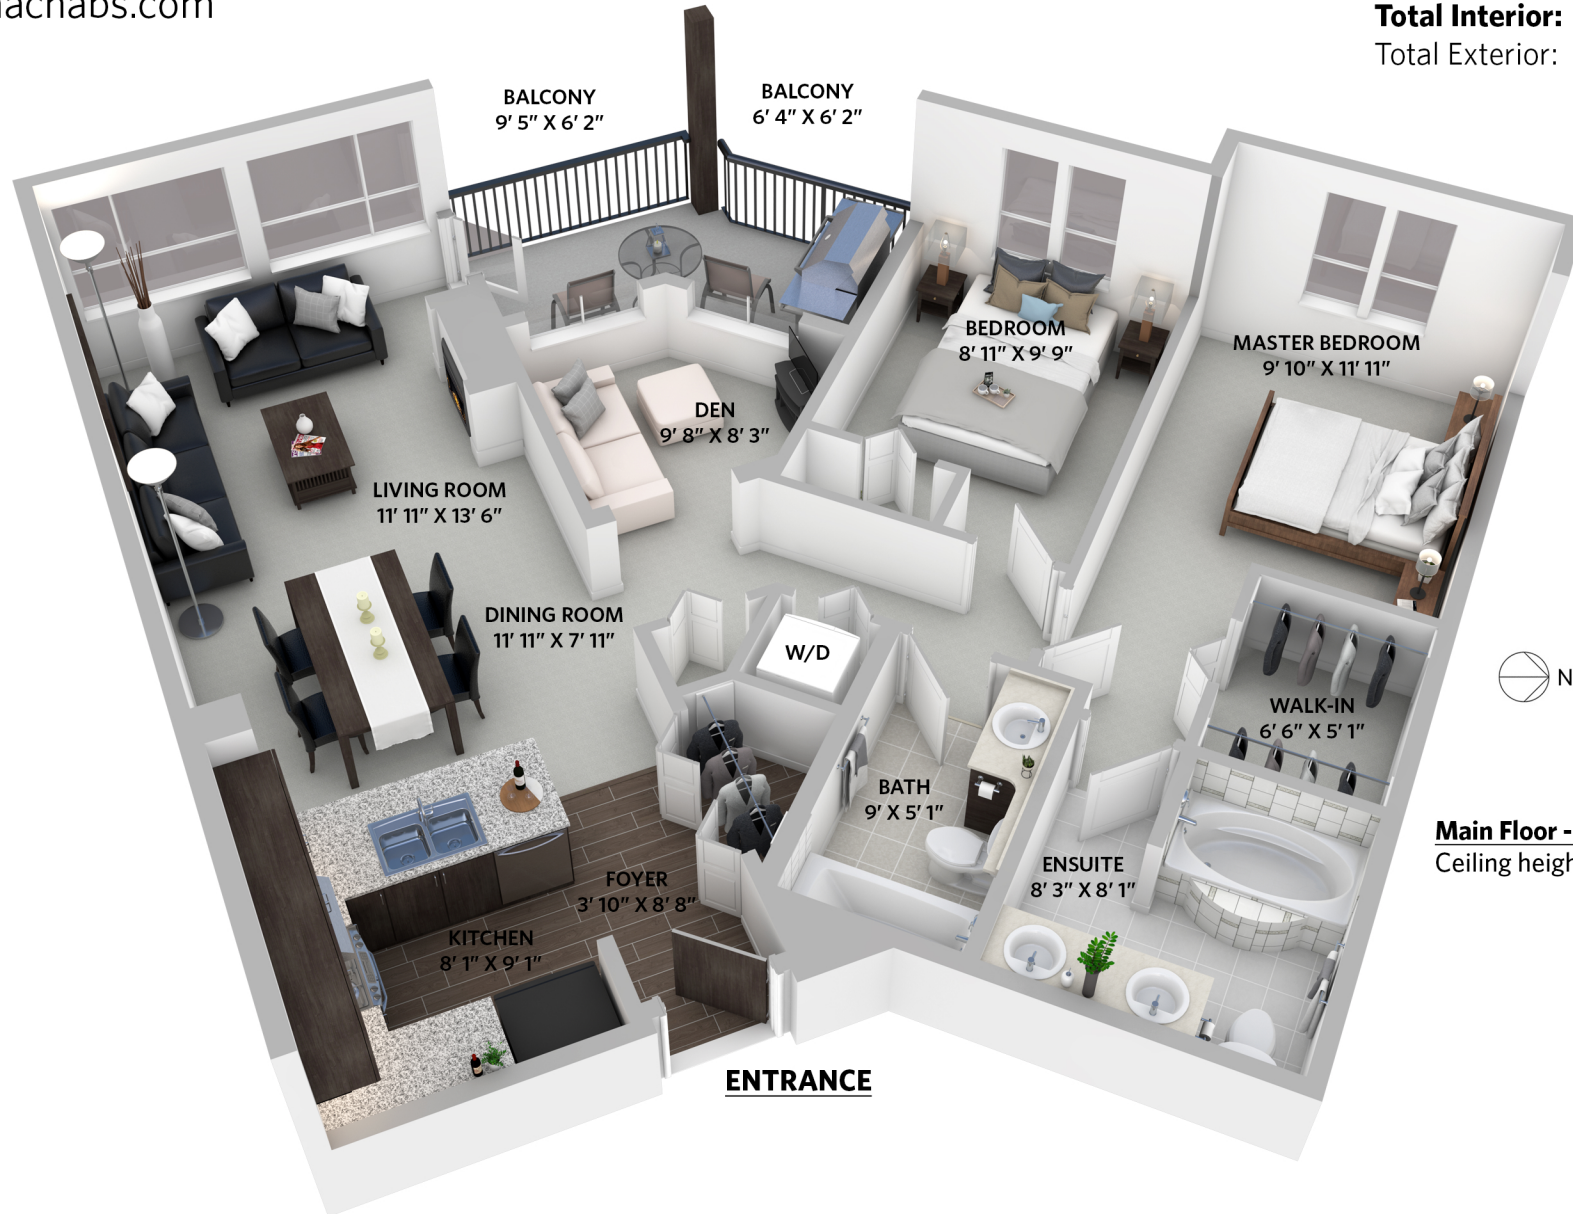 Total Interior:
Total Exterior:
BALCONY
9' 5" X 6' 2"
BALCONY
6' 4" X 6' 2"
BEDROOM
8' 11" X 9' 9"
MASTER BEDROOM
9' 10" X 11' 11"
DEN
9' 8" X 8' 3"
LIVING ROOM
11' 11" X 13' 6"
DINING ROOM
11' 11" X 7' 11"
W/D
N
WALK-IN
6' 6" X 5' 1"
BATH
9' X 5' 1"
Main Floor -
Ceiling
ENSUITE
8' 3" X 8' 1"
FOYER
3' 10" X 8' 8"
KITCHEN
8' 1" X 9' 1"
ENTRANCE